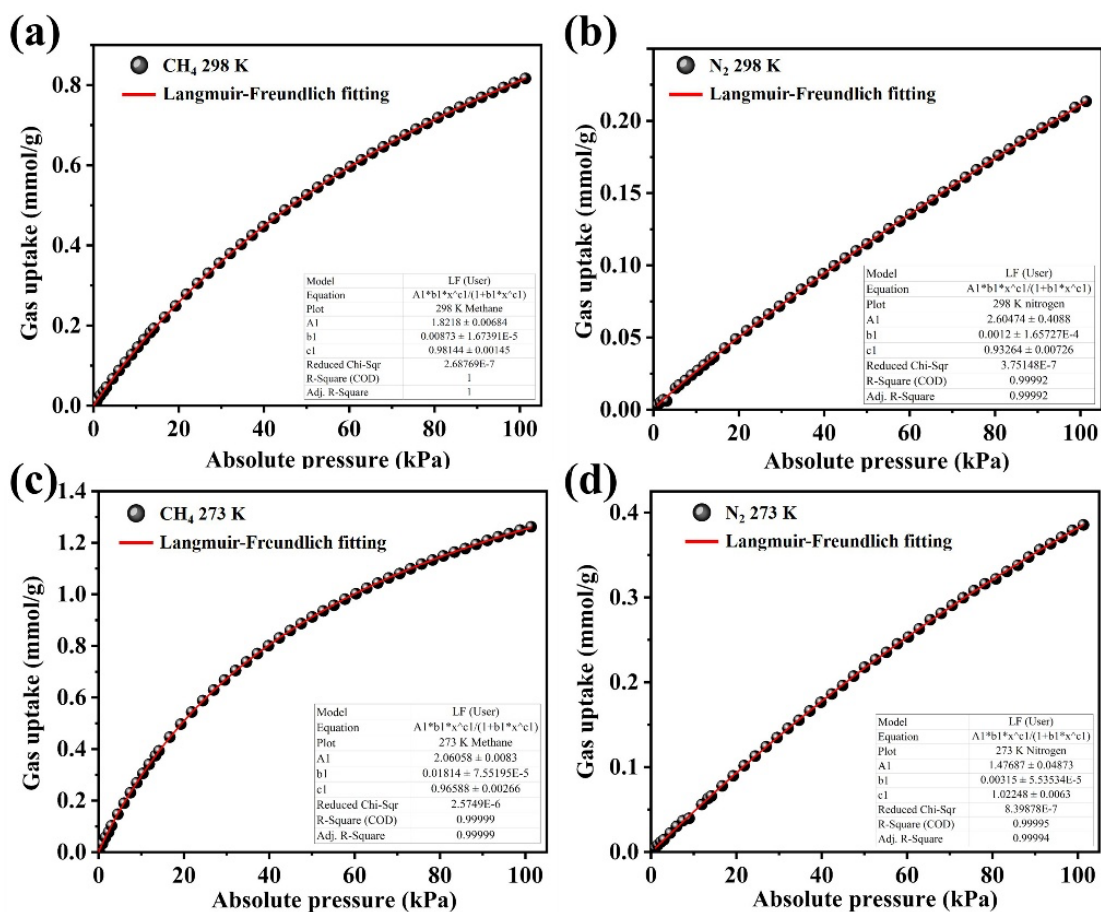 (a)
CH₄ 298 K
Langmuir-Freundlich fitting
Gas uptake (mmol/g)
0.8
0.6
0.4
0.2
0.0
Model LF (User)
Equation A1*b1*x^c1/(1+b1*x^c1)
Plot 298 K Methane
A1 1.8218 ± 0.00684
b1 0.00873 ± 1.67391E-5
c1 0.98144 ± 0.00145
Reduced Chi-Sqr 2.68769E-7
R-Square (COD) 1
Adj. R-Square 1
0 20 40 60 80 100
Absolute pressure (kPa)
(b)
N₂ 298 K
Langmuir-Freundlich fitting
Gas uptake (mmol/g)
0.20
0.15
0.10
0.05
0.00
Model LF (User)
Equation A1*b1*x^c1/(1+b1*x^c1)
Plot 298 K nitrogen
A1 2.60474 ± 0.4088
b1 0.0012 ± 1.65727E-4
c1 0.93264 ± 0.00726
Reduced Chi-Sqr 3.75148E-7
R-Square (COD) 0.99992
Adj. R-Square 0.99992
0 20 40 60 80 100
Absolute pressure (kPa)
(c)
CH₄ 273 K
Langmuir-Freundlich fitting
Gas uptake (mmol/g)
1.4
1.2
1.0
0.8
0.6
0.4
0.2
0.0
Model LF (User)
Equation A1*b1*x^c1/(1+b1*x^c1)
Plot 273 K Methane
A1 2.06058 ± 0.0083
b1 0.01814 ± 7.55195E-5
c1 0.96588 ± 0.00266
Reduced Chi-Sqr 2.5749E-6
R-Square (COD) 0.99999
Adj. R-Square 0.99999
0 20 40 60 80 100
Absolute pressure (kPa)
(d)
N₂ 273 K
Langmuir-Freundlich fitting
Gas uptake (mmol/g)
0.4
0.3
0.2
0.1
0.0
Model LF (User)
Equation A1*b1*x^c1/(1+b1*x^c1)
Plot 273 K Nitrogen
A1 1.47687 ± 0.04873
b1 0.00315 ± 5.53534E-5
c1 1.02248 ± 0.0063
Reduced Chi-Sqr 8.39878E-7
R-Square (COD) 0.99995
Adj. R-Square 0.99994
0 20 40 60 80 100
Absolute pressure (kPa)